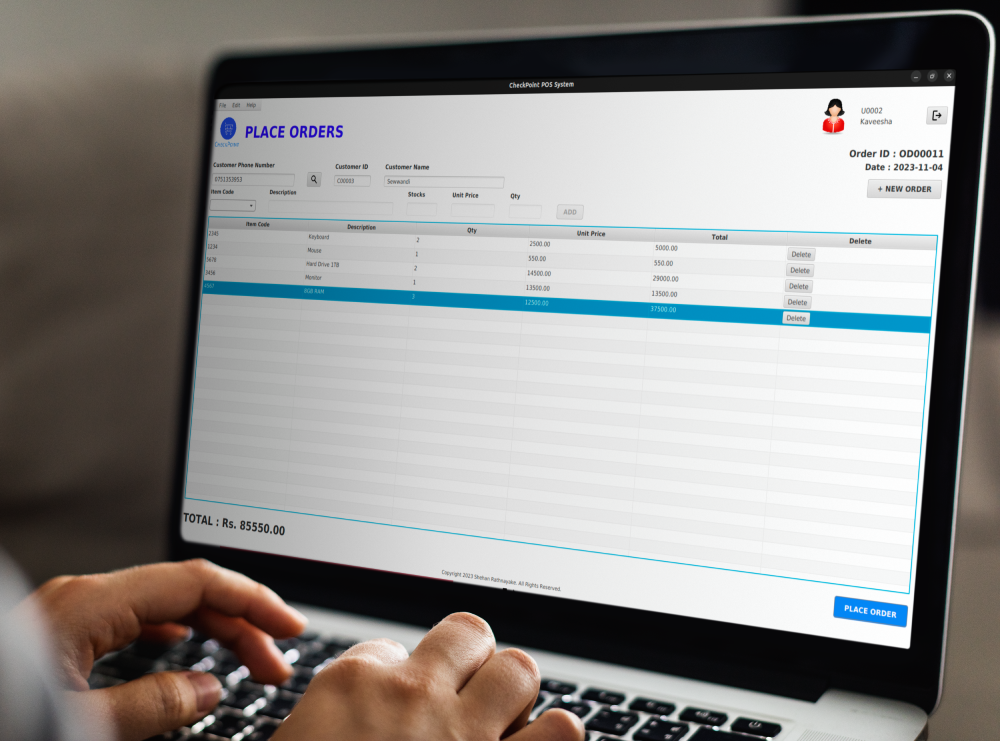 CheckPoint POS System
File Edit Help
CheckPoint
PLACE ORDERS
U0002
Kaveesha
Order ID : OD00011
Date : 2023-11-04
+ NEW ORDER
Customer Phone Number Customer ID Customer Name
0751353653 C00003 Sewwandi
Item Code Description Stocks Unit Price Qty
ADD
Item Code Description Qty Unit Price Total Delete
2345 Keyboard 2 2500.00 5000.00 Delete
1234 Mouse 1 550.00 550.00 Delete
5678 Hard Drive 1TB 2 14500.00 29000.00 Delete
3456 Monitor 1 13500.00 13500.00 Delete
8GB RAM 3 12500.00 37500.00 Delete
TOTAL : Rs. 85550.00
Copyright 2023 Shehan Rathnayake. All Rights Reserved.
PLACE ORDER